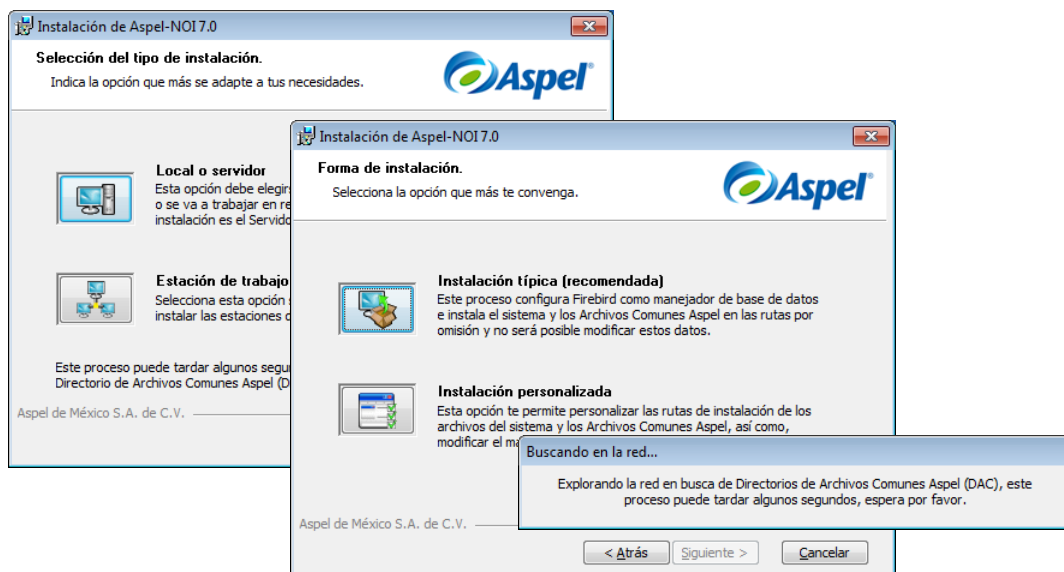 Instalación de Aspel-NOI 7.0
Selección del tipo de instalación.
Indica la opción que más se adapte a tus necesidades.
Aspel
Local o servidor
Esta opción debe elegirs
o se va a trabajar en re
instalación es el Servido
Estación de trabajo
Selecciona esta opción
instalar las estaciones
Este proceso puede tardar algunos segu
Directorio de Archivos Comunes Aspel (D
Aspel de México S.A. de C.V.
Instalación de Aspel-NOI 7.0
Forma de instalación.
Selecciona la opción que más te convenga.
Aspel
Instalación típica (recomendada)
Este proceso configura Firebird como manejador de base de datos
e instala el sistema y los Archivos Comunes Aspel en las rutas por
omisión y no será posible modificar estos datos.
Instalación personalizada
Esta opción te permite personalizar las rutas de instalación de los
archivos del sistema y los Archivos Comunes Aspel, así como,
modificar el ma
Aspel de México S.A. de C.V.
< Atrás
Siguiente >
Cancelar
Buscando en la red...
Explorando la red en busca de Directorios de Archivos Comunes Aspel (DAC), este
proceso puede tardar algunos segundos, espera por favor.